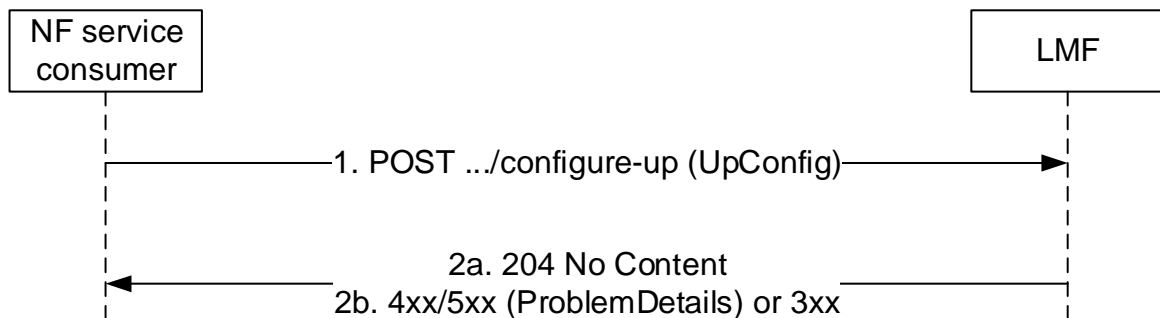 NF service
consumer
LMF
1. POST .../configure-up (UpConfig)
2a. 204 No Content
2b. 4xx/5xx (ProblemDetails) or 3xx